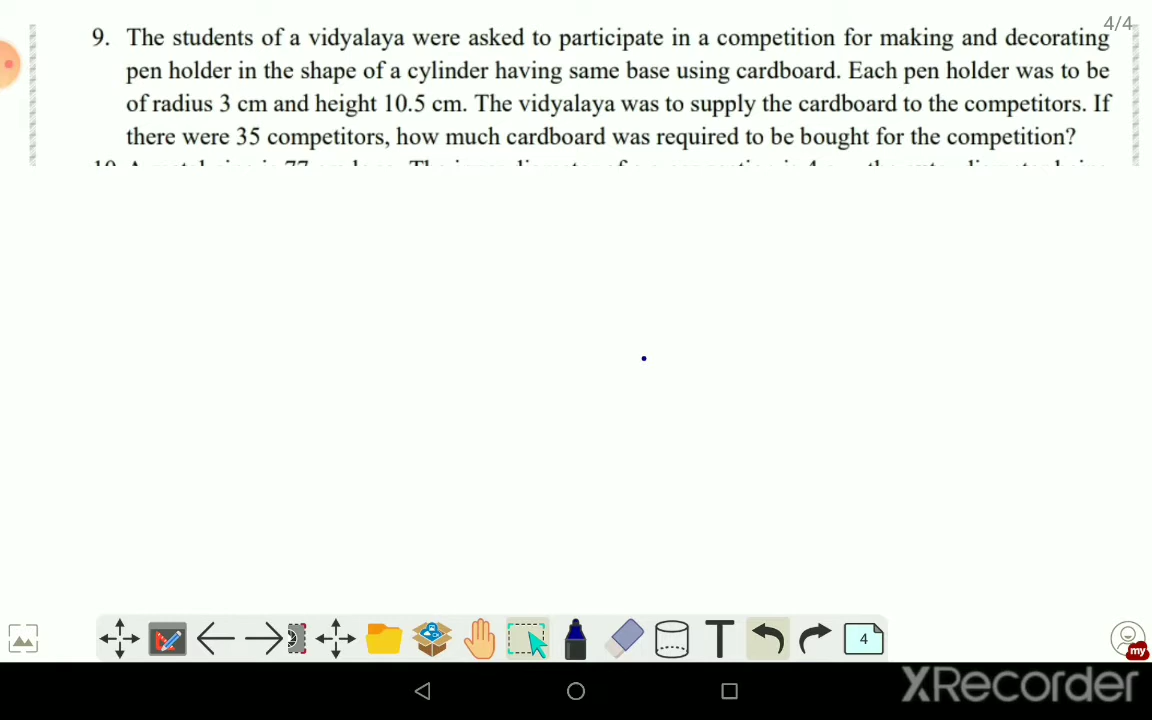 4/4
9. The students of a vidyalaya were asked to participate in a competition for making and decorating
pen holder in the shape of a cylinder having same base using cardboard. Each pen holder was to be
of radius 3 cm and height 10.5 cm. The vidyalaya was to supply the cardboard to the competitors. If
there were 35 competitors, how much cardboard was required to be bought for the competition?
T
4
my
XRecorder